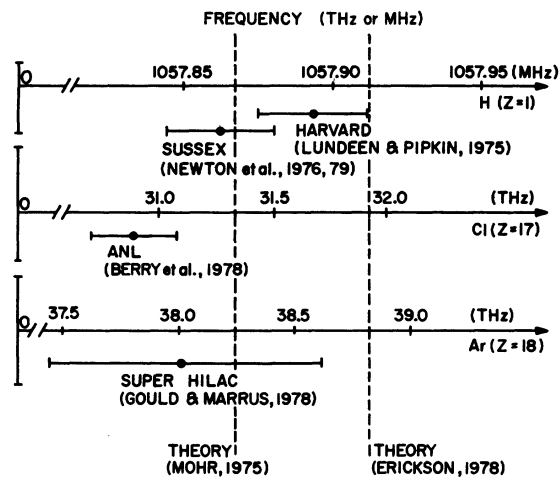 FREQUENCY (THz or MHz)
0
1057.85 1057.90 1057.95 (MHz)
H (Z=1)
HARVARD
(LUNDEEN & PIPKIN, 1975)
SUSSEX
(NEWTON et al., 1976, 79)
0
31.0 31.5 32.0 (THz)
Cl (Z=17)
ANL
(BERRY et al., 1978)
0
37.5 38.0 38.5 39.0 (THz)
Ar (Z=18)
SUPER HILAC
(GOULD & MARRUS, 1978)
THEORY
(MOHR, 1975)
THEORY
(ERICKSON, 1978)